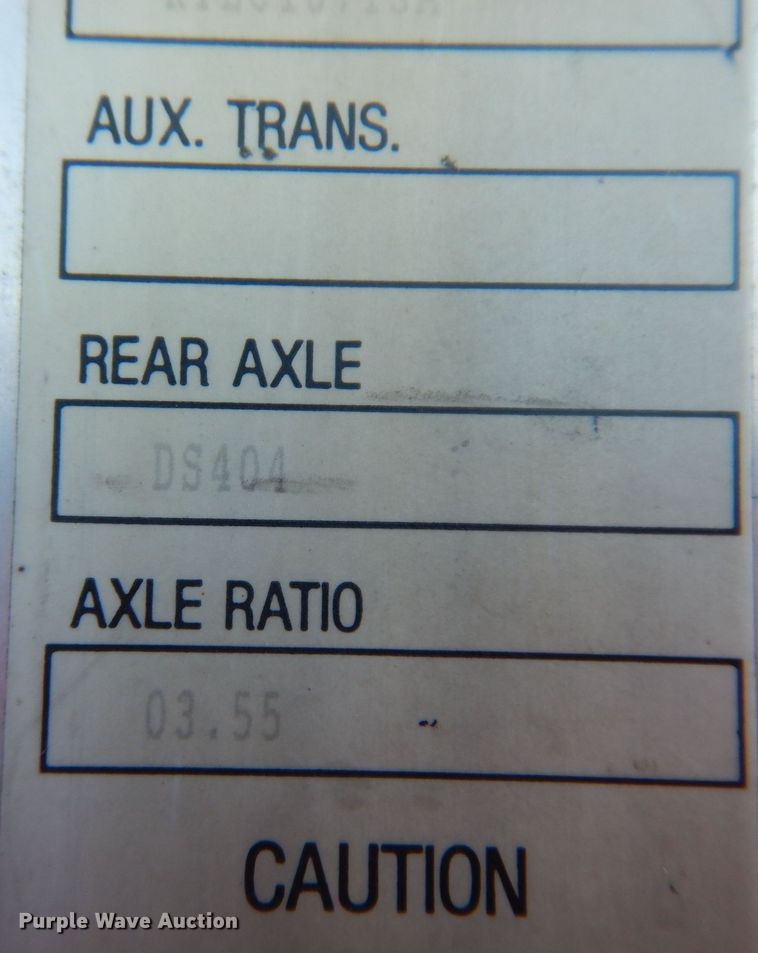 AUX. TRANS.
REAR AXLE
DS404
AXLE RATIO
03.55
CAUTION
Purple Wave Auction